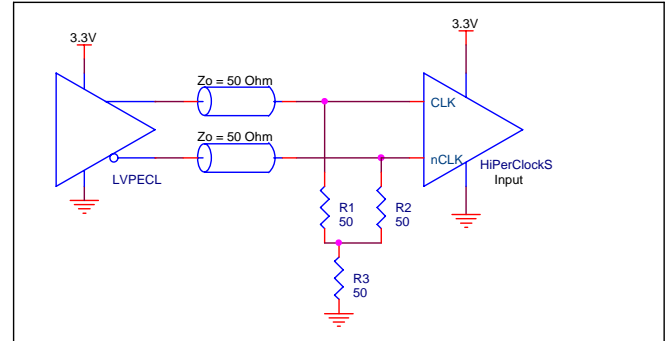 3.3V
3.3V
Zo = 50 Ohm
CLK
Zo = 50 Ohm
nCLK
HiPerClockS
Input
LVPECL
R1
50
R2
50
R3
50